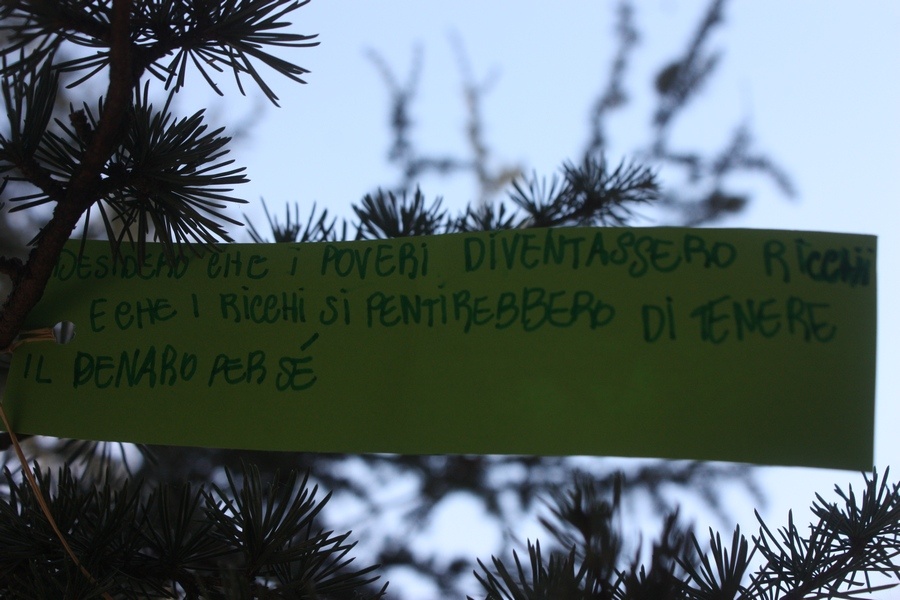 DESIDERO CHE i POVERi DiVENTASSERO RiCCHi
E CHE I RiCCHi Si PENTiREBBERO Di TENERE
IL DENARO PER SÉ